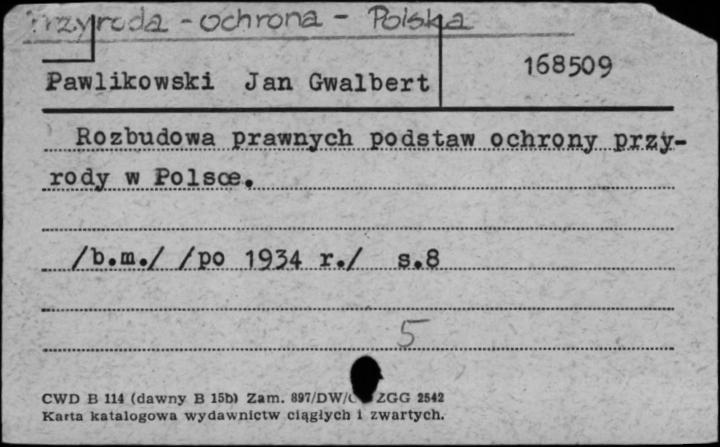 Przyroda - ochrona - Polska
168509
Pawlikowski Jan Gwalbert
Rozbudowa prawnych podstaw ochrony przy-
rody w Polsce.
/b.m./ /po 1934 r./ s.8
5
CWD B 114 (dawny B 15b) Zam. 897/DW/ ZGG 2542
Karta katalogowa wydawnictw ciągłych i zwartych.